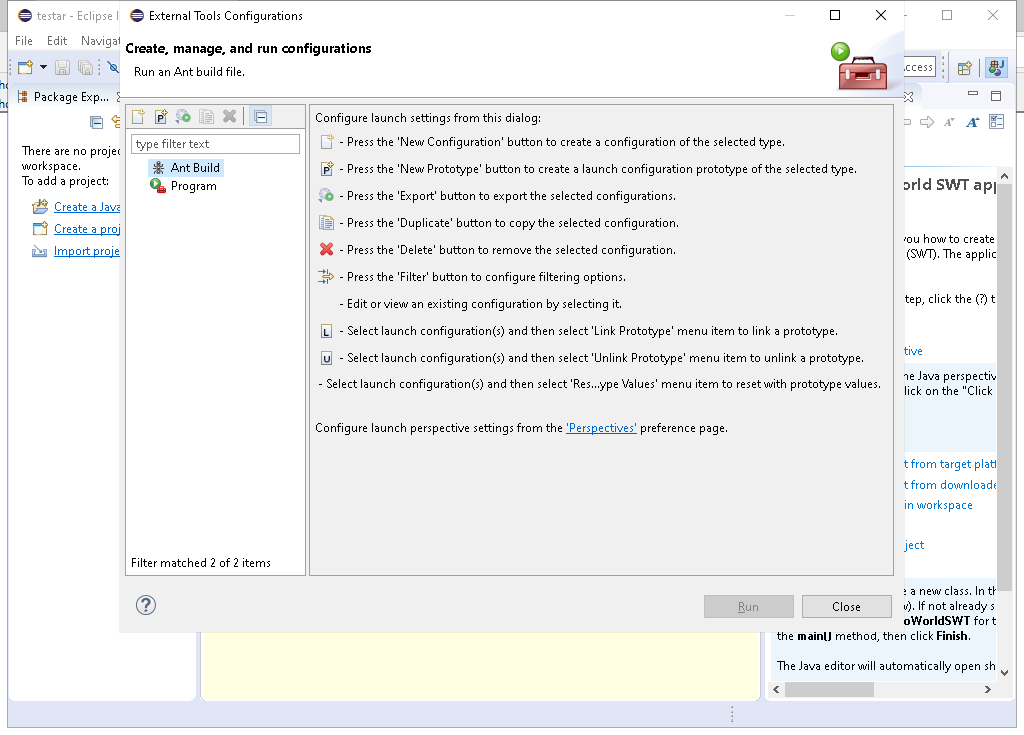 testar - Eclipse I
External Tools Configurations
File Edit Navigat
Create, manage, and run configurations
Run an Ant build file.
Package Exp...
type filter text
Ant Build
Program
Filter matched 2 of 2 items
There are no projec
workspace.
To add a project:
Create a Java
Create a proj
Import proje
Configure launch settings from this dialog:
- Press the 'New Configuration' button to create a configuration of the selected type.
- Press the 'New Prototype' button to create a launch configuration prototype of the selected type.
- Press the 'Export' button to export the selected configurations.
- Press the 'Duplicate' button to copy the selected configuration.
- Press the 'Delete' button to remove the selected configuration.
- Press the 'Filter' button to configure filtering options.
- Edit or view an existing configuration by selecting it.
L - Select launch configuration(s) and then select 'Link Prototype' menu item to link a prototype.
U - Select launch configuration(s) and then select 'Unlink Prototype' menu item to unlink a prototype.
- Select launch configuration(s) and then select 'Res...ype Values' menu item to reset with prototype values.
Configure launch perspective settings from the 'Perspectives' preference page.
Run
Close
ccess
orld SWT app
you how to create
(SWT). The applic
tep, click the (?) t
tive
he Java perspectiv
lick on the "Click
t from target platf
t from downloade
in workspace
ject
e a new class. In th
w). If not already s
oWorldSWT for t
the main() method, then click Finish.
The Java editor will automatically open sh